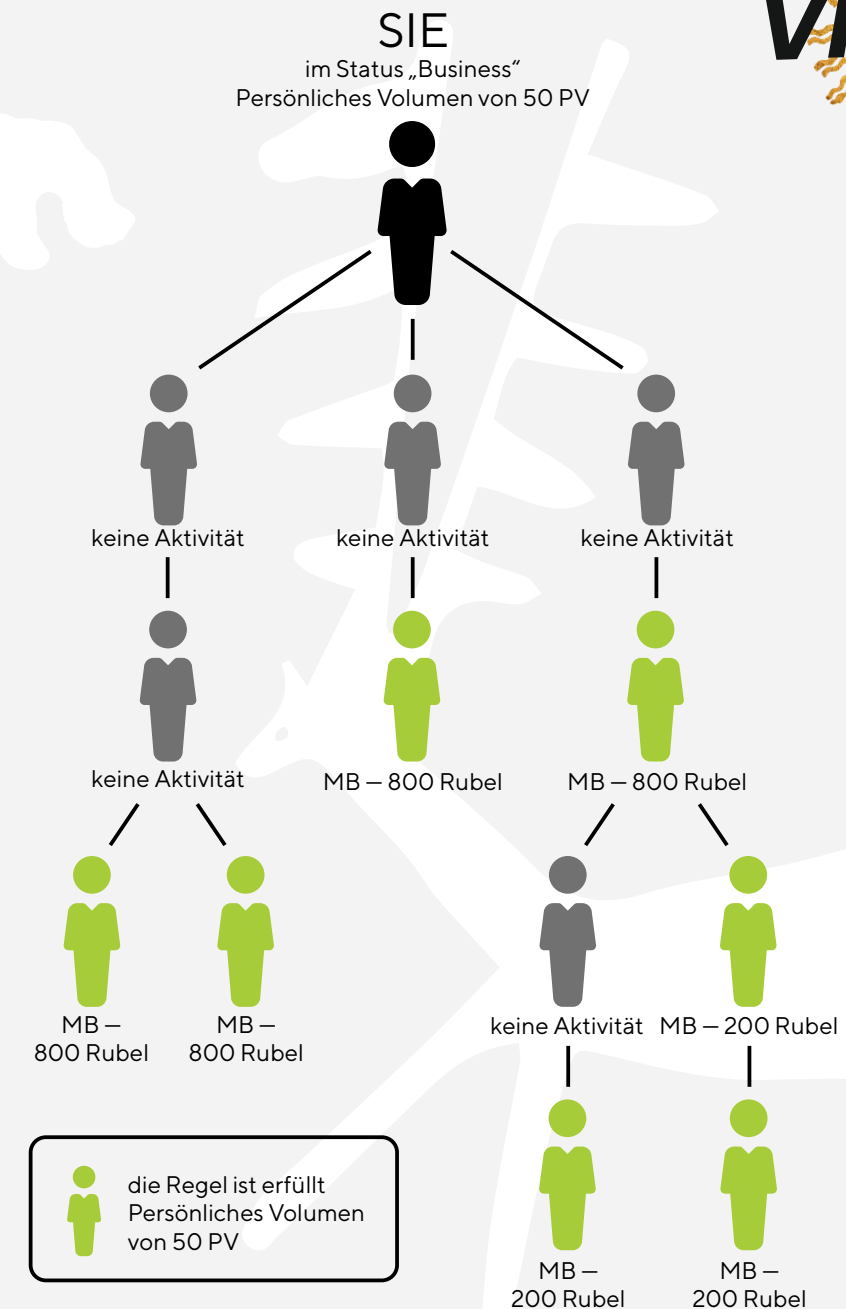 SIE
im Status „Business“
Persönliches Volumen von 50 PV
keine Aktivität
keine Aktivität
keine Aktivität
keine Aktivität
MB — 800 Rubel
MB — 800 Rubel
MB —
800 Rubel
MB —
800 Rubel
keine Aktivität
MB — 200 Rubel
die Regel ist erfüllt
Persönliches Volumen
von 50 PV
MB —
200 Rubel
MB —
200 Rubel